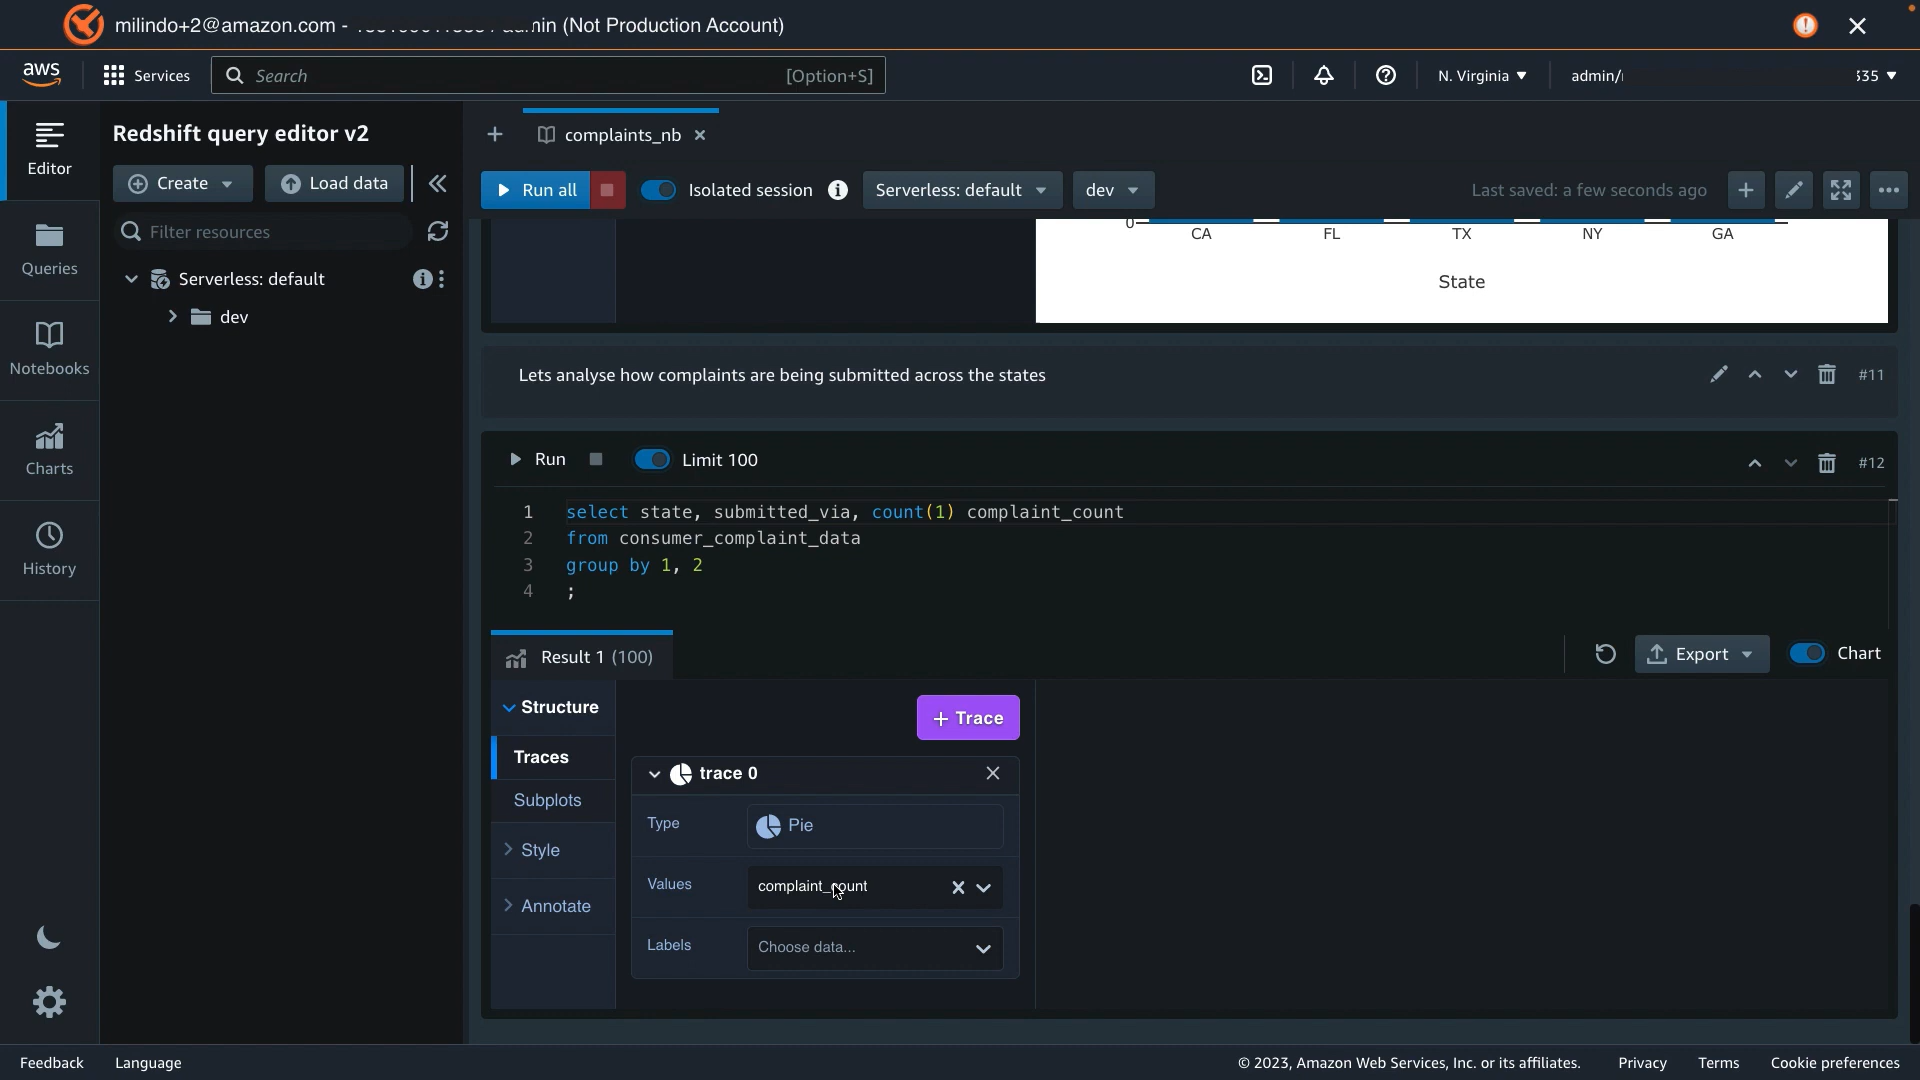 milindo+2@amazon.com - admin (Not Production Account)
aws
Services
Search [Option+S]
N. Virginia
admin/
335
Editor
Queries
Notebooks
Charts
History
Redshift query editor v2
Create
Load data
Filter resources
Serverless: default
dev
complaints_nb
Run all
Isolated session
Serverless: default
dev
Last saved: a few seconds ago
0
CA FL TX NY GA
State
Lets analyse how complaints are being submitted across the states
#11
Run
Limit 100
#12
1 select state, submitted_via, count(1) complaint_count
2 from consumer_complaint_data
3 group by 1, 2
4 ;
Result 1 (100)
Export
Chart
Structure
Traces
Subplots
Style
Annotate
+ Trace
trace 0
Type Pie
Values complaint_count
Labels Choose data...
Feedback Language © 2023, Amazon Web Services, Inc. or its affiliates. Privacy Terms Cookie preferences